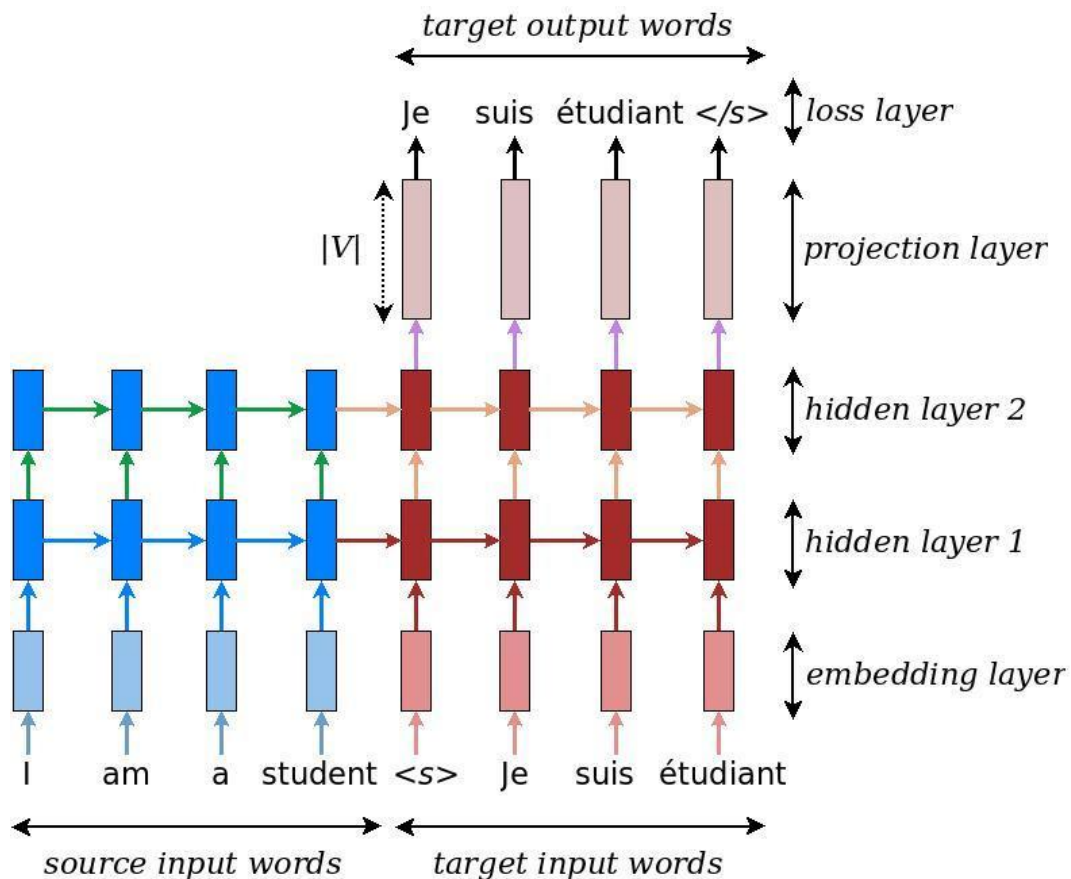 target output words
Je suis étudiant </s>
loss layer
|V|
projection layer
hidden layer 2
hidden layer 1
embedding layer
I am a student <s> Je suis étudiant
source input words
target input words